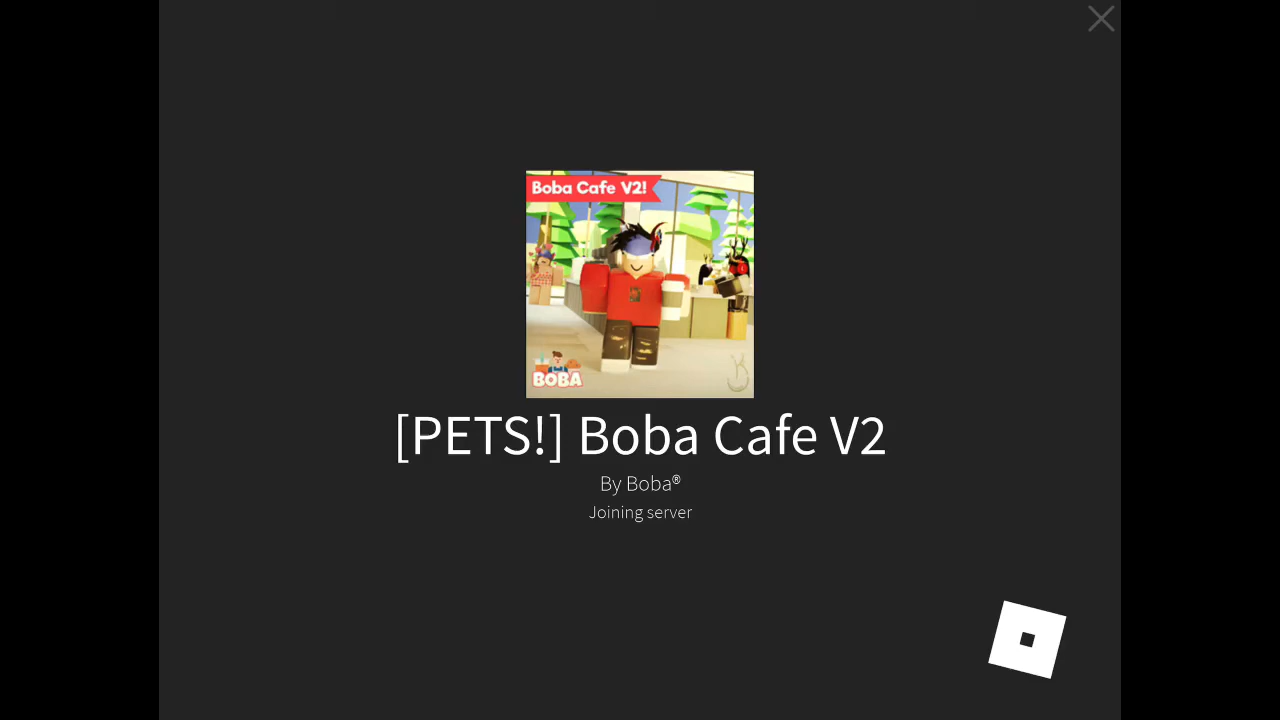 Boba Cafe V2!
BOBA
[PETS!] Boba Cafe V2
By Boba®
Joining server